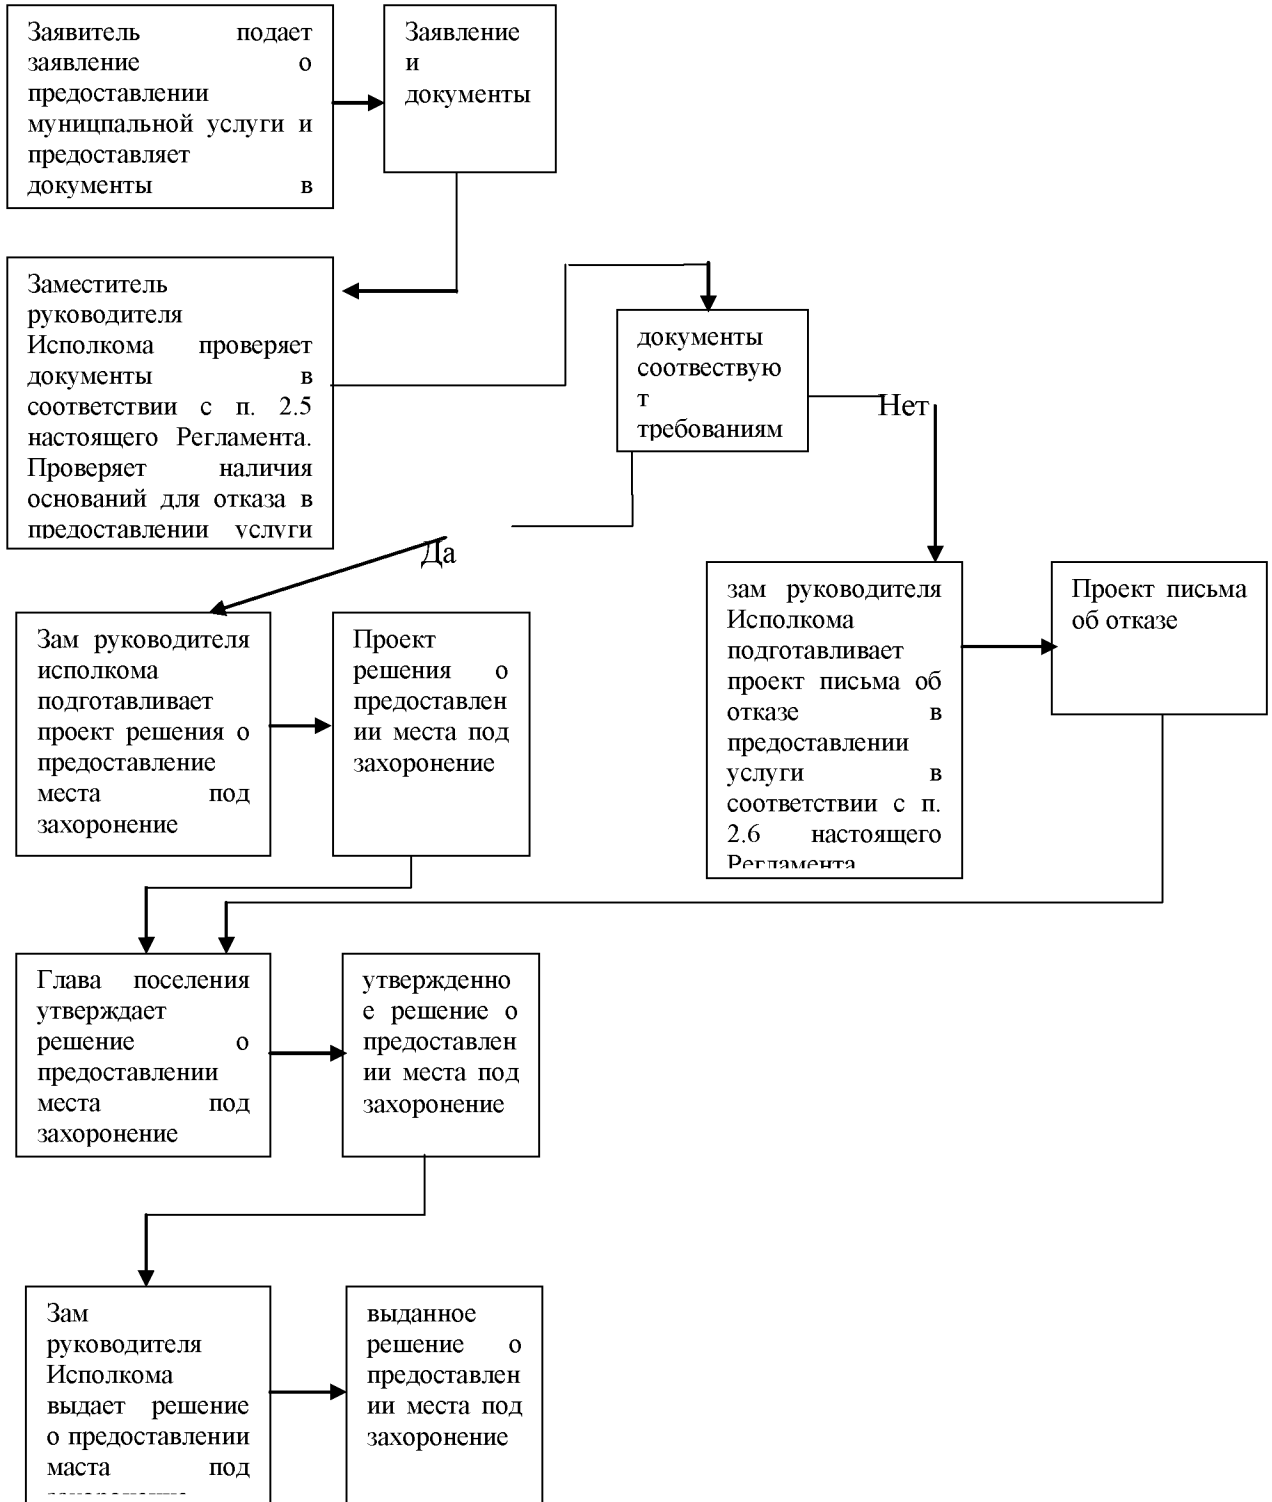 Заявитель подает
заявление о
предоставлении
муницпальной услуги и
предоставляет
документы в
Заявление
и
документы
Заместитель
руководителя
Исполкома проверяет
документы в
соответствии с п. 2.5
настоящего Регламента.
Проверяет наличия
оснований для отказа в
предоставлении услуги
документы
соотвествую
т
требованиям
Нет
Да
Зам руководителя
исполкома
подготавливает
проект решения о
предоставление
места под
захоронение
Проект
решения о
предоставлен
ии места под
захоронение
зам руководителя
Исполкома
подготавливает
проект письма об
отказе в
предоставлении
услуги в
соответствии с п.
2.6 настоящего
Регламента
Проект письма
об отказе
Глава поселения
утверждает
решение о
предоставлении
места под
захоронение
утвержденно
е решение о
предоставлен
ии места под
захоронение
Зам
руководителя
Исполкома
выдает решение
о предоставлении
маста под
выданное
решение о
предоставлен
ии места под
захоронение